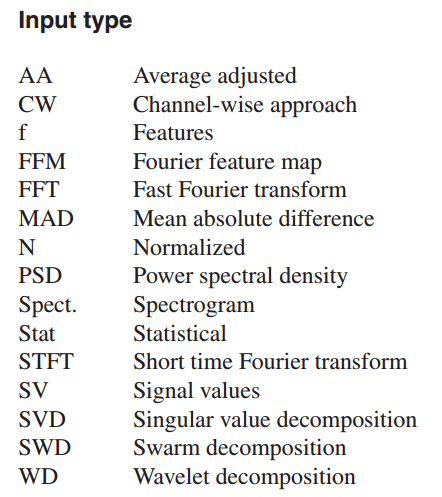 Input type
AA Average adjusted
CW Channel-wise approach
f Features
FFM Fourier feature map
FFT Fast Fourier transform
MAD Mean absolute difference
N Normalized
PSD Power spectral density
Spect. Spectrogram
Stat Statistical
STFT Short time Fourier transform
SV Signal values
SVD Singular value decomposition
SWD Swarm decomposition
WD Wavelet decomposition